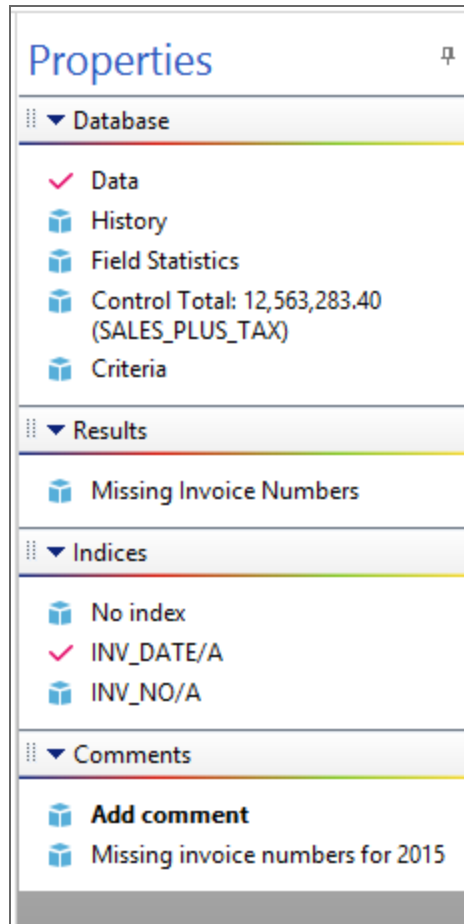 Properties
Database
Data
History
Field Statistics
Control Total: 12,563,283.40
(SALES_PLUS_TAX)
Criteria
Results
Missing Invoice Numbers
Indices
No index
INV_DATE/A
INV_NO/A
Comments
Add comment
Missing invoice numbers for 2015